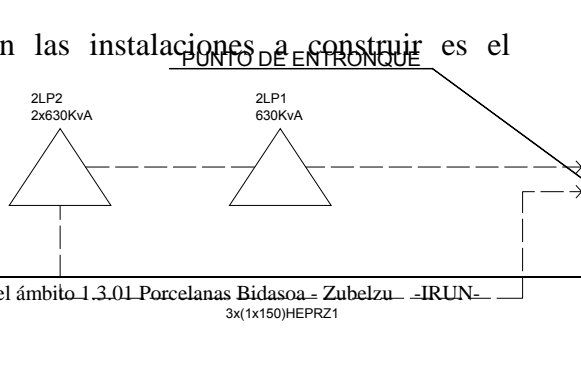 n las instalaciones a construir es el
PUNTO DE ENTRONQUE
2LP2
2x630KvA
2LP1
630KvA
el ámbito 1.3.01 Porcelanas Bidasoa - Zubelzu -IRUN-
3x(1x150)HEPRZ1